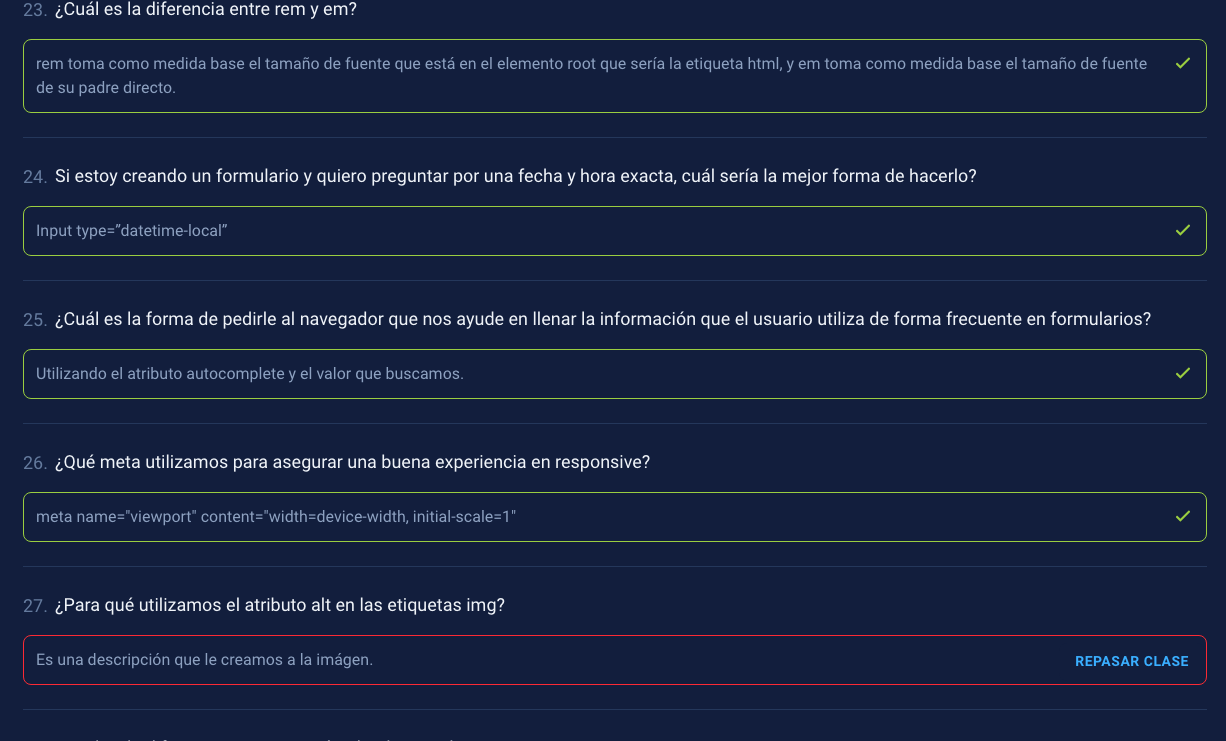 23. ¿Cuál es la diferencia entre rem y em?
rem toma como medida base el tamaño de fuente que está en el elemento root que sería la etiqueta html, y em toma como medida base el tamaño de fuente
de su padre directo.
24. Si estoy creando un formulario y quiero preguntar por una fecha y hora exacta, cuál sería la mejor forma de hacerlo?
Input type=”datetime-local”
25. ¿Cuál es la forma de pedirle al navegador que nos ayude en llenar la información que el usuario utiliza de forma frecuente en formularios?
Utilizando el atributo autocomplete y el valor que buscamos.
26. ¿Qué meta utilizamos para asegurar una buena experiencia en responsive?
meta name="viewport" content="width=device-width, initial-scale=1"
27. ¿Para qué utilizamos el atributo alt en las etiquetas img?
Es una descripción que le creamos a la imágen.
REPASAR CLASE